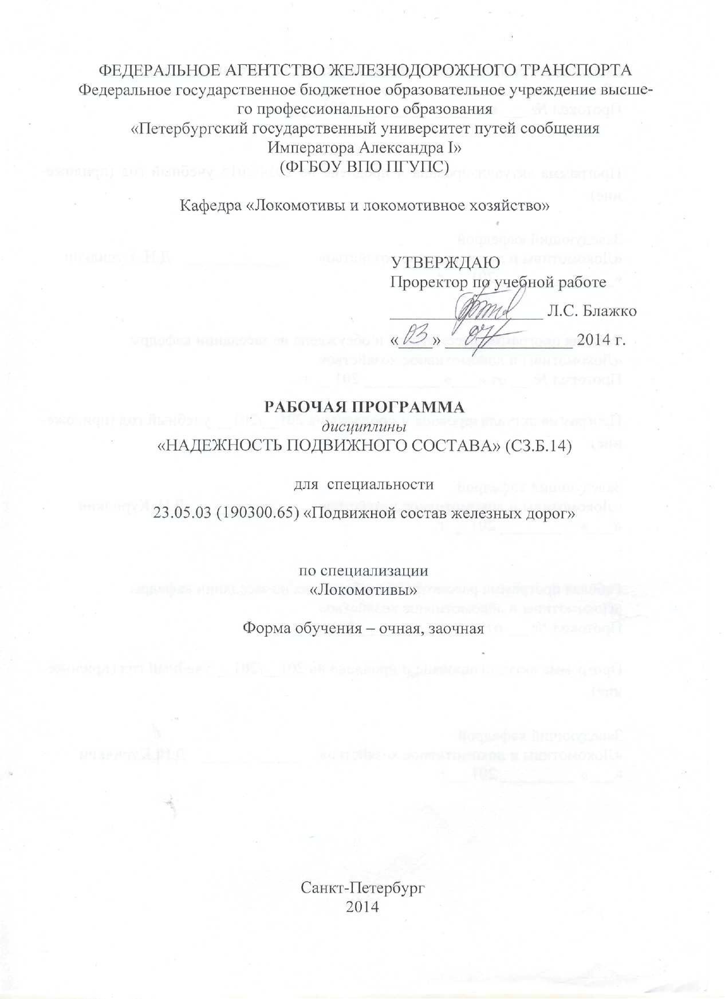 ФЕДЕРАЛЬНОЕ АГЕНТСТВО ЖЕЛЕЗНОДОРОЖНОГО ТРАНСПОРТА
Федеральное государственное бюджетное образовательное учреждение высше-
го профессионального образования
«Петербургский государственный университет путей сообщения
Императора Александра I»
(ФГБОУ ВПО ПГУПС)
Кафедра «Локомотивы и локомотивное хозяйство»
УТВЕРЖДАЮ
Проректор по учебной работе
Л.С. Блажко
«03» 07 2014 г.
РАБОЧАЯ ПРОГРАММА
дисциплины
«НАДЕЖНОСТЬ ПОДВИЖНОГО СОСТАВА» (С3.Б.14)
для специальности
23.05.03 (190300.65) «Подвижной состав железных дорог»
по специализации
«Локомотивы»
Форма обучения – очная, заочная
Санкт-Петербург
2014